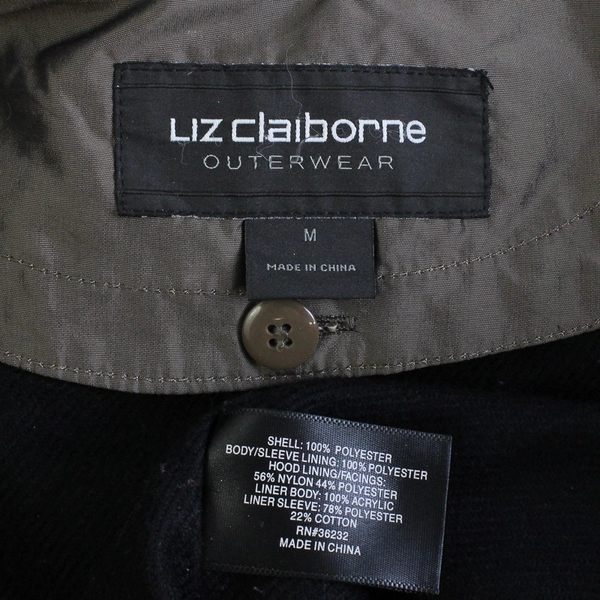 Liz claiborne
OUTERWEAR
M
MADE IN CHINA
SHELL: 100% POLYESTER
BODY/SLEEVE LINING: 100% POLYESTER
HOOD LINING/FACINGS:
56% NYLON 44% POLYESTER
LINER BODY: 100% ACRYLIC
LINER SLEEVE: 78% POLYESTER
22% COTTON
RN#36232
MADE IN CHINA